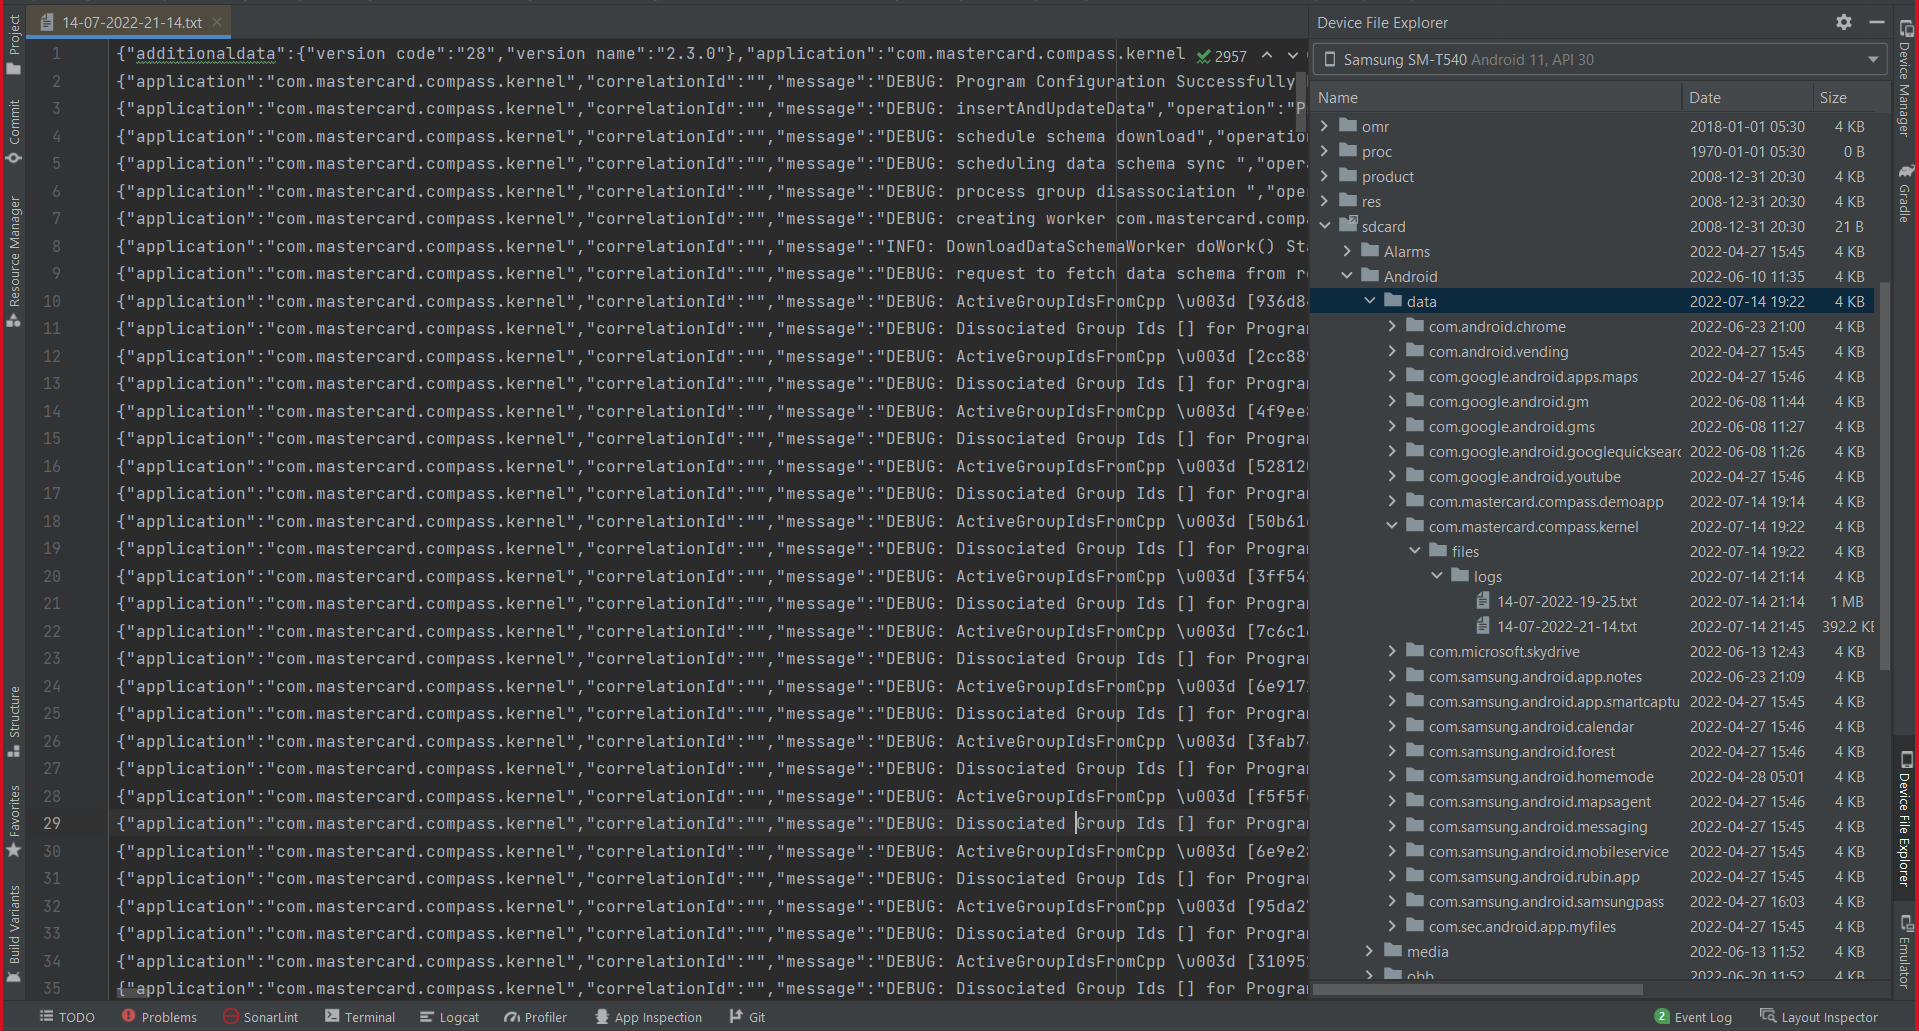 Project
Commit
Resource Manager
Structure
Favorites
Build Variants
14-07-2022-21-14.txt
2957
1 {"additionaldata":{"version code":"28","version name":"2.3.0"},"application":"com.mastercard.compass.kernel
2 {"application":"com.mastercard.compass.kernel","correlationId":"","message":"DEBUG: Program Configuration Successfully
3 {"application":"com.mastercard.compass.kernel","correlationId":"","message":"DEBUG: insertAndUpdateData","operation":"P
4 {"application":"com.mastercard.compass.kernel","correlationId":"","message":"DEBUG: schedule schema download","operation
5 {"application":"com.mastercard.compass.kernel","correlationId":"","message":"DEBUG: scheduling data schema sync ","oper
6 {"application":"com.mastercard.compass.kernel","correlationId":"","message":"DEBUG: process group disassociation ","ope
7 {"application":"com.mastercard.compass.kernel","correlationId":"","message":"DEBUG: creating worker com.mastercard.comp
8 {"application":"com.mastercard.compass.kernel","correlationId":"","message":"INFO: DownloadDataSchemaWorker doWork() Sta
9 {"application":"com.mastercard.compass.kernel","correlationId":"","message":"DEBUG: request to fetch data schema from r
10 {"application":"com.mastercard.compass.kernel","correlationId":"","message":"DEBUG: ActiveGroupIdsFromCpp \u003d [936d8
11 {"application":"com.mastercard.compass.kernel","correlationId":"","message":"DEBUG: Dissociated Group Ids [] for Program
12 {"application":"com.mastercard.compass.kernel","correlationId":"","message":"DEBUG: ActiveGroupIdsFromCpp \u003d [2cc889
13 {"application":"com.mastercard.compass.kernel","correlationId":"","message":"DEBUG: Dissociated Group Ids [] for Program
14 {"application":"com.mastercard.compass.kernel","correlationId":"","message":"DEBUG: ActiveGroupIdsFromCpp \u003d [4f9ee
15 {"application":"com.mastercard.compass.kernel","correlationId":"","message":"DEBUG: Dissociated Group Ids [] for Program
16 {"application":"com.mastercard.compass.kernel","correlationId":"","message":"DEBUG: ActiveGroupIdsFromCpp \u003d [52812
17 {"application":"com.mastercard.compass.kernel","correlationId":"","message":"DEBUG: Dissociated Group Ids [] for Program
18 {"application":"com.mastercard.compass.kernel","correlationId":"","message":"DEBUG: ActiveGroupIdsFromCpp \u003d [50b61
19 {"application":"com.mastercard.compass.kernel","correlationId":"","message":"DEBUG: Dissociated Group Ids [] for Program
20 {"application":"com.mastercard.compass.kernel","correlationId":"","message":"DEBUG: ActiveGroupIdsFromCpp \u003d [3ff54
21 {"application":"com.mastercard.compass.kernel","correlationId":"","message":"DEBUG: Dissociated Group Ids [] for Program
22 {"application":"com.mastercard.compass.kernel","correlationId":"","message":"DEBUG: ActiveGroupIdsFromCpp \u003d [7c6c1
23 {"application":"com.mastercard.compass.kernel","correlationId":"","message":"DEBUG: Dissociated Group Ids [] for Program
24 {"application":"com.mastercard.compass.kernel","correlationId":"","message":"DEBUG: ActiveGroupIdsFromCpp \u003d [6e917
25 {"application":"com.mastercard.compass.kernel","correlationId":"","message":"DEBUG: Dissociated Group Ids [] for Program
26 {"application":"com.mastercard.compass.kernel","correlationId":"","message":"DEBUG: ActiveGroupIdsFromCpp \u003d [3fab7
27 {"application":"com.mastercard.compass.kernel","correlationId":"","message":"DEBUG: Dissociated Group Ids [] for Program
28 {"application":"com.mastercard.compass.kernel","correlationId":"","message":"DEBUG: ActiveGroupIdsFromCpp \u003d [f5f5f
29 {"application":"com.mastercard.compass.kernel","correlationId":"","message":"DEBUG: Dissociated Group Ids [] for Program
30 {"application":"com.mastercard.compass.kernel","correlationId":"","message":"DEBUG: ActiveGroupIdsFromCpp \u003d [6e9e2
31 {"application":"com.mastercard.compass.kernel","correlationId":"","message":"DEBUG: Dissociated Group Ids [] for Program
32 {"application":"com.mastercard.compass.kernel","correlationId":"","message":"DEBUG: ActiveGroupIdsFromCpp \u003d [95da2
33 {"application":"com.mastercard.compass.kernel","correlationId":"","message":"DEBUG: Dissociated Group Ids [] for Program
34 {"application":"com.mastercard.compass.kernel","correlationId":"","message":"DEBUG: ActiveGroupIdsFromCpp \u003d [31095
35 {"application":"com.mastercard.compass.kernel","correlationId":"","message":"DEBUG: Dissociated Group Ids [] for Program
Device File Explorer
Samsung SM-T540 Android 11, API 30
Name Date Size
omr 2018-01-01 05:30 4 KB
proc 1970-01-01 05:30 0 B
product 2008-12-31 20:30 4 KB
res 2008-12-31 20:30 4 KB
sdcard 2008-12-31 20:30 21 B
Alarms 2022-04-27 15:45 4 KB
Android 2022-06-10 11:35 4 KB
data 2022-07-14 19:22 4 KB
com.android.chrome 2022-06-23 21:00 4 KB
com.android.vending 2022-04-27 15:45 4 KB
com.google.android.apps.maps 2022-04-27 15:46 4 KB
com.google.android.gm 2022-06-08 11:44 4 KB
com.google.android.gms 2022-06-08 11:27 4 KB
com.google.android.googlequicksearc 2022-06-08 11:26 4 KB
com.google.android.youtube 2022-04-27 15:46 4 KB
com.mastercard.compass.demoapp 2022-07-14 19:14 4 KB
com.mastercard.compass.kernel 2022-07-14 19:22 4 KB
files 2022-07-14 19:22 4 KB
logs 2022-07-14 21:14 4 KB
14-07-2022-19-25.txt 2022-07-14 21:14 1 MB
14-07-2022-21-14.txt 2022-07-14 21:45 392.2 KE
com.microsoft.skydrive 2022-06-13 12:43 4 KB
com.samsung.android.app.notes 2022-06-23 21:09 4 KB
com.samsung.android.app.smartcaptu 2022-04-27 15:45 4 KB
com.samsung.android.calendar 2022-04-27 15:46 4 KB
com.samsung.android.forest 2022-04-27 15:46 4 KB
com.samsung.android.homemode 2022-04-28 05:01 4 KB
com.samsung.android.mapsagent 2022-04-27 15:46 4 KB
com.samsung.android.messaging 2022-04-27 15:45 4 KB
com.samsung.android.mobileservice 2022-04-27 15:45 4 KB
com.samsung.android.rubin.app 2022-04-27 15:45 4 KB
com.samsung.android.samsungpass 2022-04-27 16:03 4 KB
com.sec.android.app.myfiles 2022-04-27 15:45 4 KB
media 2022-06-13 11:52 4 KB
obb 2022-06-20 11:52 4 KB
Device Manager
Gradle
Device File Explorer
Emulator
TODO Problems SonarLint Terminal Logcat Profiler App Inspection Git 2 Event Log Layout Inspector